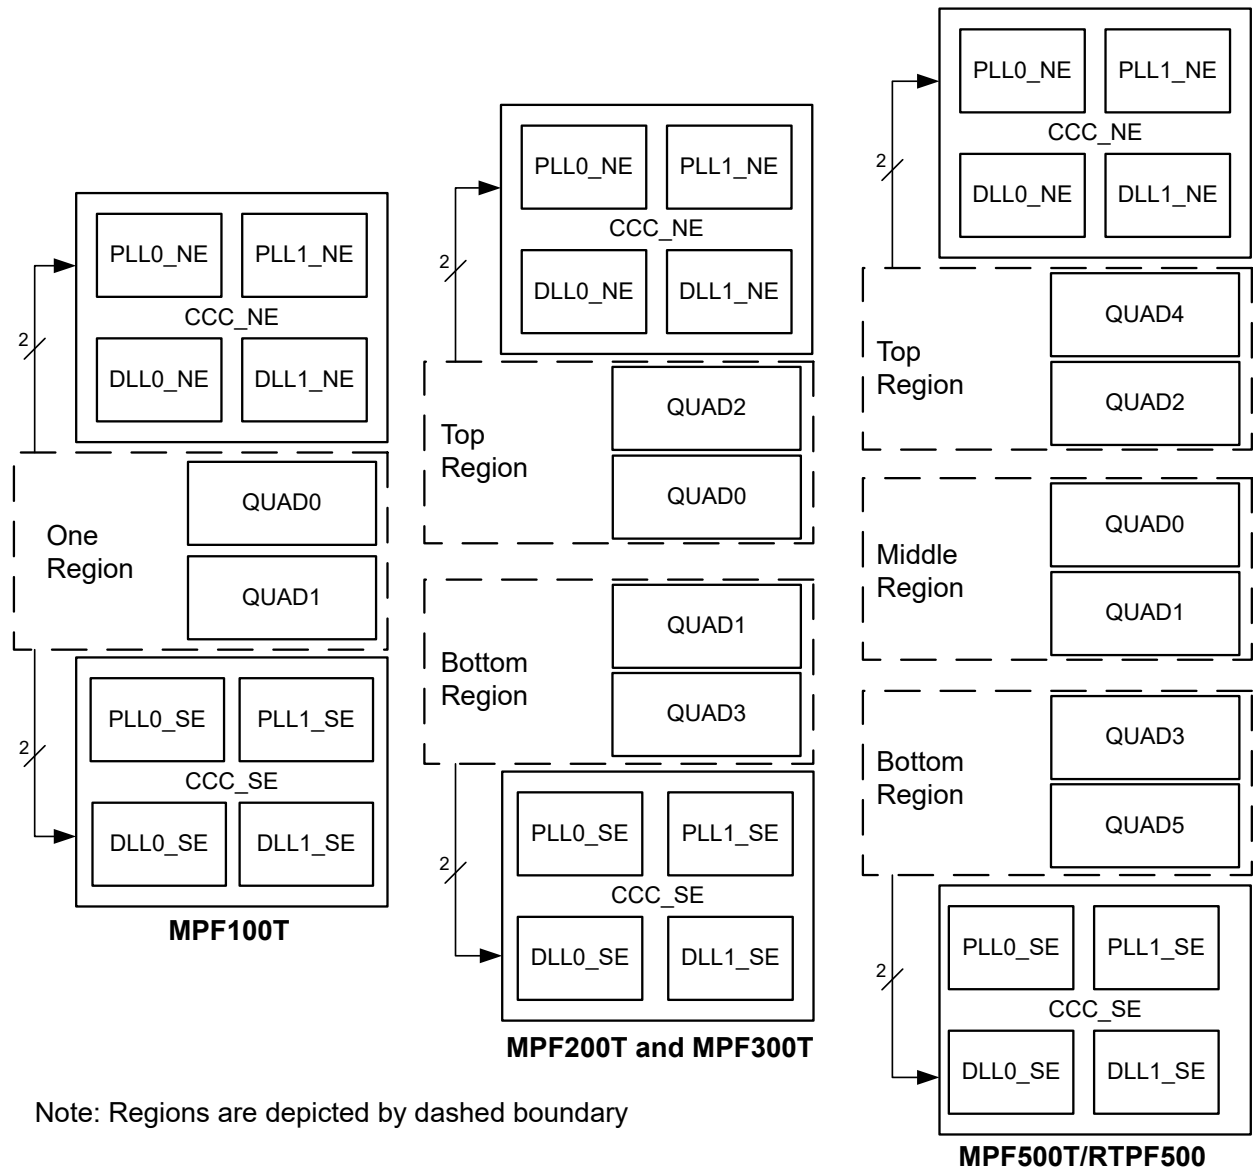 PLL0_NE PLL1_NE
CCC_NE
DLL0_NE DLL1_NE
2
One
Region
QUAD0
QUAD1
2
PLL0_SE PLL1_SE
CCC_SE
DLL0_SE DLL1_SE
MPF100T
PLL0_NE PLL1_NE
CCC_NE
DLL0_NE DLL1_NE
2
Top
Region
QUAD2
QUAD0
Bottom
Region
QUAD1
QUAD3
2
PLL0_SE PLL1_SE
CCC_SE
DLL0_SE DLL1_SE
MPF200T and MPF300T
PLL0_NE PLL1_NE
CCC_NE
2
DLL0_NE DLL1_NE
Top
Region
QUAD4
QUAD2
Middle
Region
QUAD0
QUAD1
Bottom
Region
QUAD3
QUAD5
PLL0_SE PLL1_SE
2
CCC_SE
DLL0_SE DLL1_SE
MPF500T/RTPF500
Note: Regions are depicted by dashed boundary